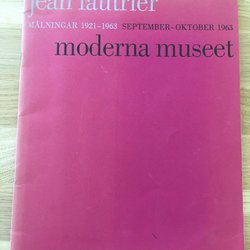 jean fautrier
MÅLNINGAR 1921-1963 SEPTEMBER-OKTOBER 1963
moderna museet